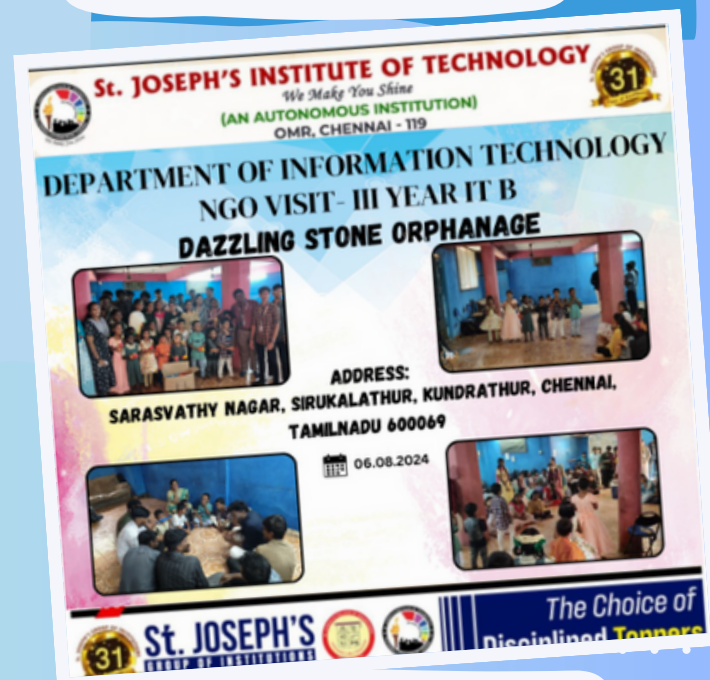 St. JOSEPH'S INSTITUTE OF TECHNOLOGY
We Make You Shine
(AN AUTONOMOUS INSTITUTION)
OMR, CHENNAI - 119
31
DEPARTMENT OF INFORMATION TECHNOLOGY
NGO VISIT- III YEAR IT B
DAZZLING STONE ORPHANAGE
ADDRESS:
SARASVATHY NAGAR, SIRUKALATHUR, KUNDRATHUR, CHENNAI,
TAMILNADU 600069
06.08.2024
31
St. JOSEPH'S
GROUP OF INSTITUTIONS
The Choice of
Disciplined Toppers